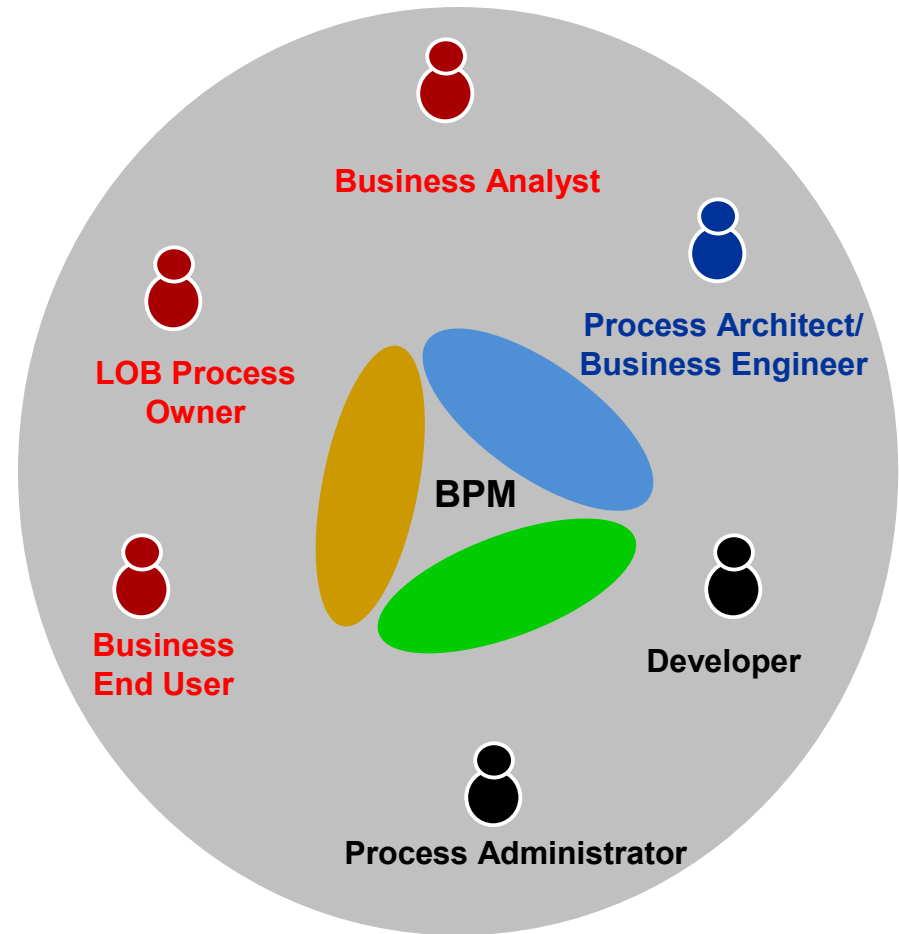 Business Analyst
Process Architect/
Business Engineer
LOB Process
Owner
BPM
Business
End User
Developer
Process Administrator